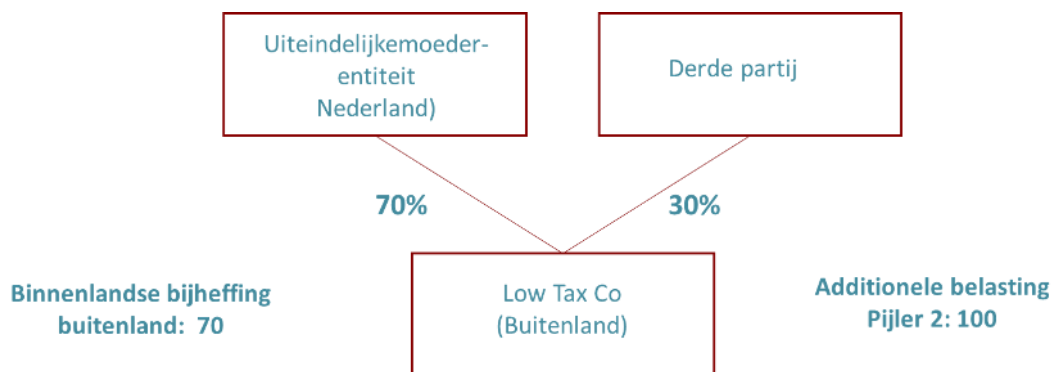 Uiteindelijkemoeder-
entiteit
Nederland)
Derde partij
70%
30%
Binnenlandse bijheffing
buitenland: 70
Low Tax Co
(Buitenland)
Additionele belasting
Pijler 2: 100